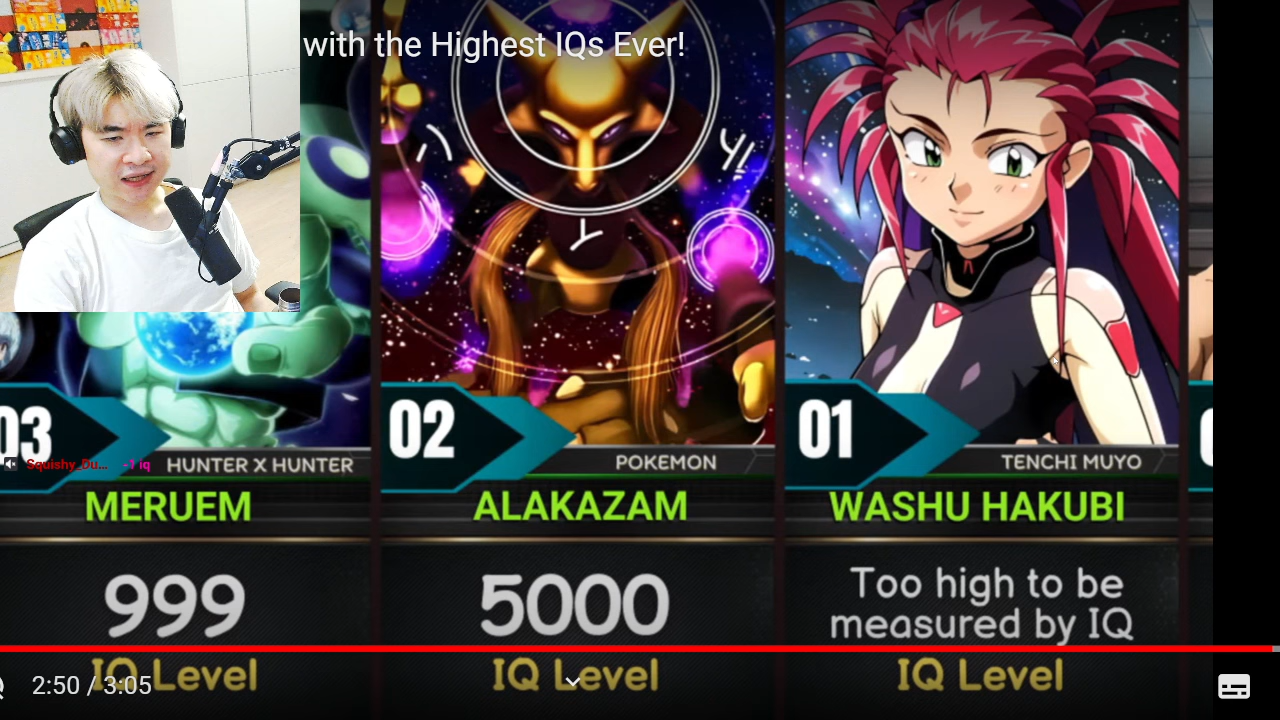 with the Highest IQs Ever!
03
02
01
Squishy_Du... -1 iq
HUNTER X HUNTER
POKEMON
TENCHI MUYO
MERUEM
ALAKAZAM
WASHU HAKUBI
999
5000
Too high to be
measured by IQ
IQ Level
IQ Level
IQ Level
2:50 / 3:05